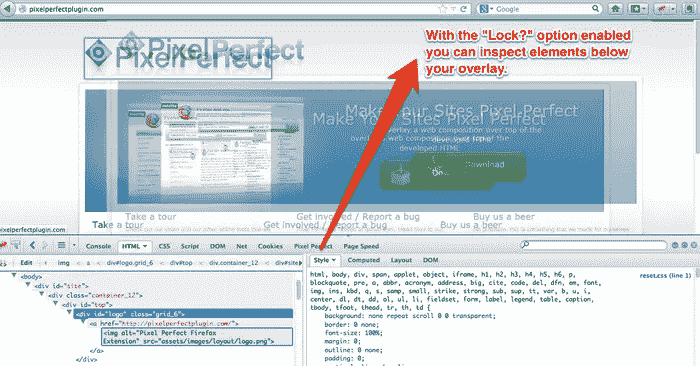 pixelperfectplugin.com
Google
PixelPerfect
PixelPerfect
With the "Lock?" option enabled
you can inspect elements below
your overlay.
Make Your Sites Pixel Perfect
Make Your Sites Pixel Perfect
overlay a web composition over top of the
developed HTML
Download
Do...
Take a tour
Get involved / Report a bug
Buy us a beer
Take a tour
Get involved / Report a bug
Buy us a beer
pixelperfectplugin.com
Console HTML CSS Script DOM Net Cookies Pixel Perfect Page Speed
Edit img < a < div#logo.grid_6 < div#top < div.container_12 < div#site
Style Computed Layout DOM
<body>
<div id="site">
<div class="container_12">
<div id="top">
<div id="logo" class="grid_6">
<a href="http://pixelperfectplugin.com/">
<img alt="Pixel Perfect Firefox
Extension" src="assets/images/layout/logo.png">
</a>
</div>
html, body, div, span, applet, object, iframe, h1, h2, h3, h4, h5, h6, p,
reset.css (line 1)
blockquote, pre, a, abbr, acronym, address, big, cite, code, del, dfn, em, font,
img, ins, kbd, q, s, samp, small, strike, strong, sub, sup, tt, var, b, u, i,
center, dl, dt, dd, ol, ul, li, fieldset, form, label, legend, table, caption,
tbody, tfoot, thead, tr, th, td {
background: none repeat scroll 0 0 transparent;
border: 0 none;
font-size: 100%;
margin: 0;
outline: 0 none;
padding: 0;